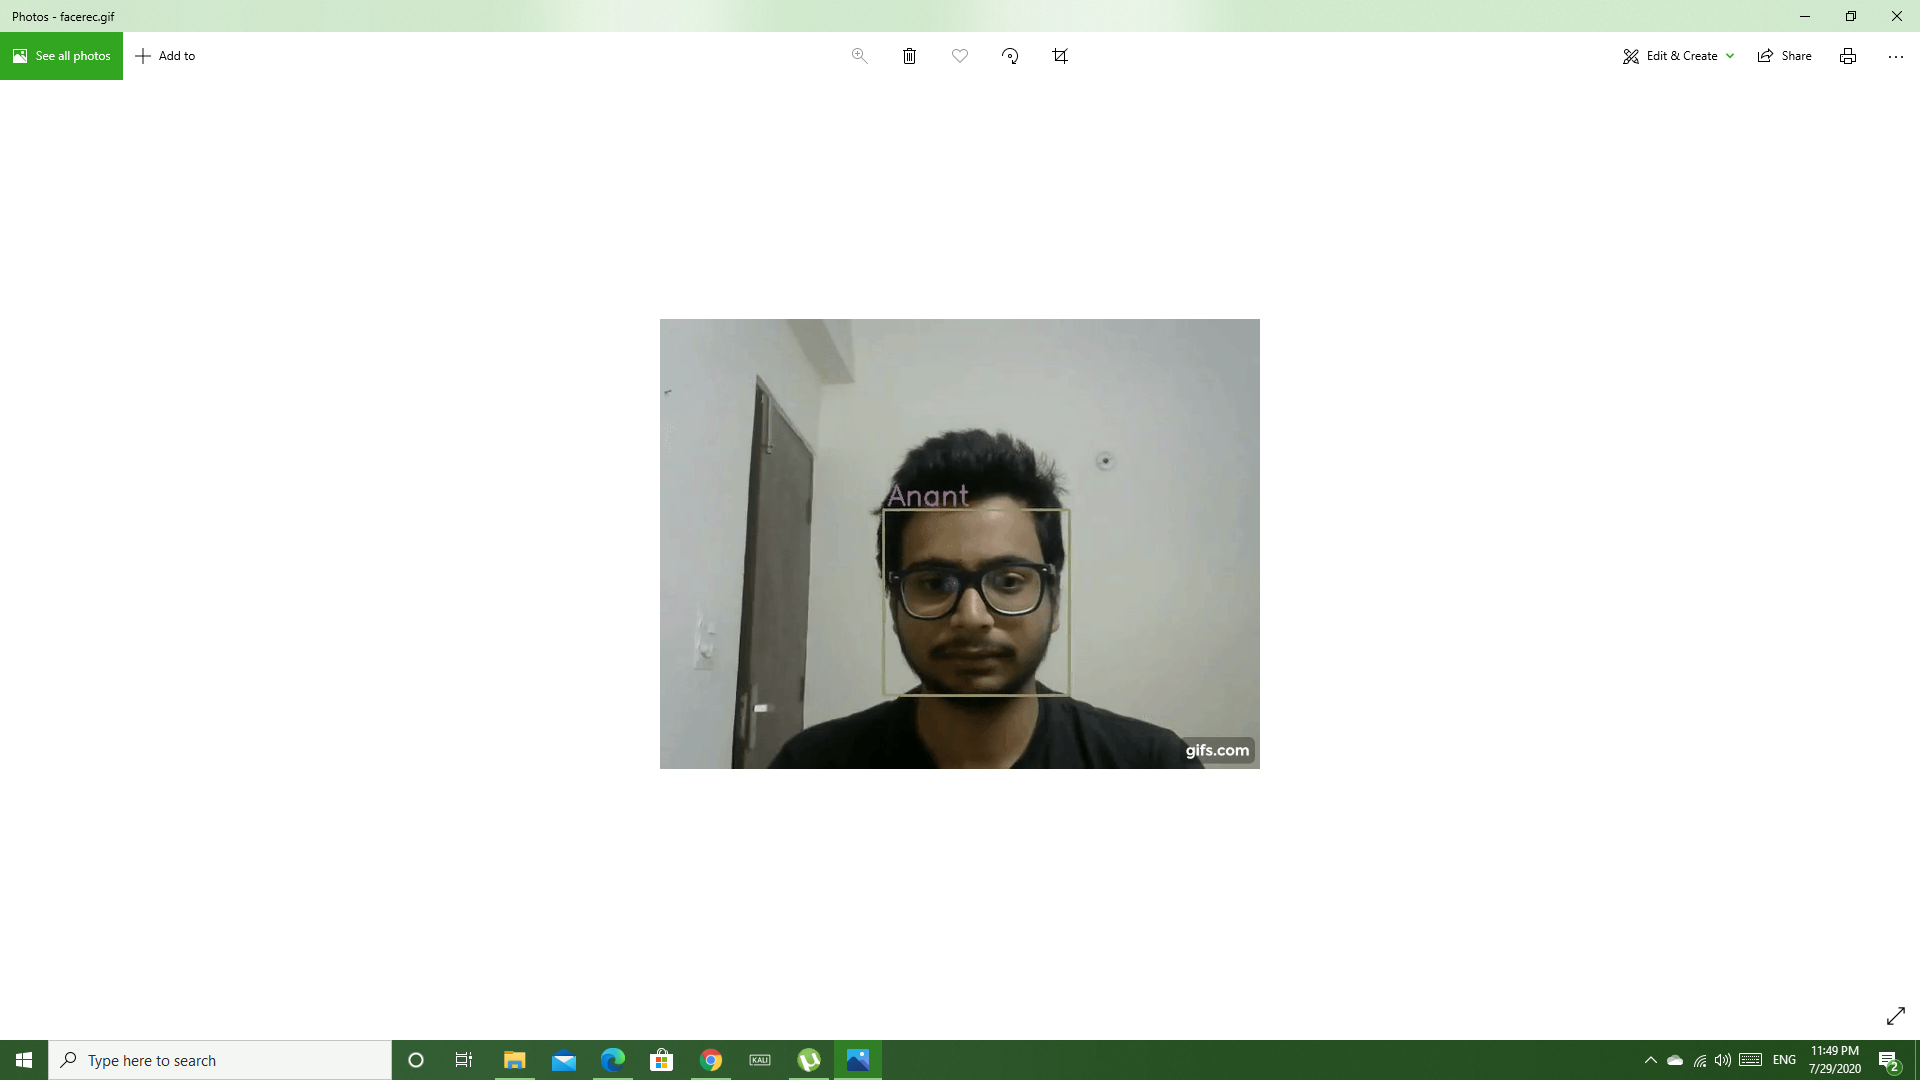 Photos - facerec.gif
See all photos
Add to
Edit & Create
Share
Anant
gifs.com
Type here to search
KALI
ENG
11:49 PM
7/29/2020
2